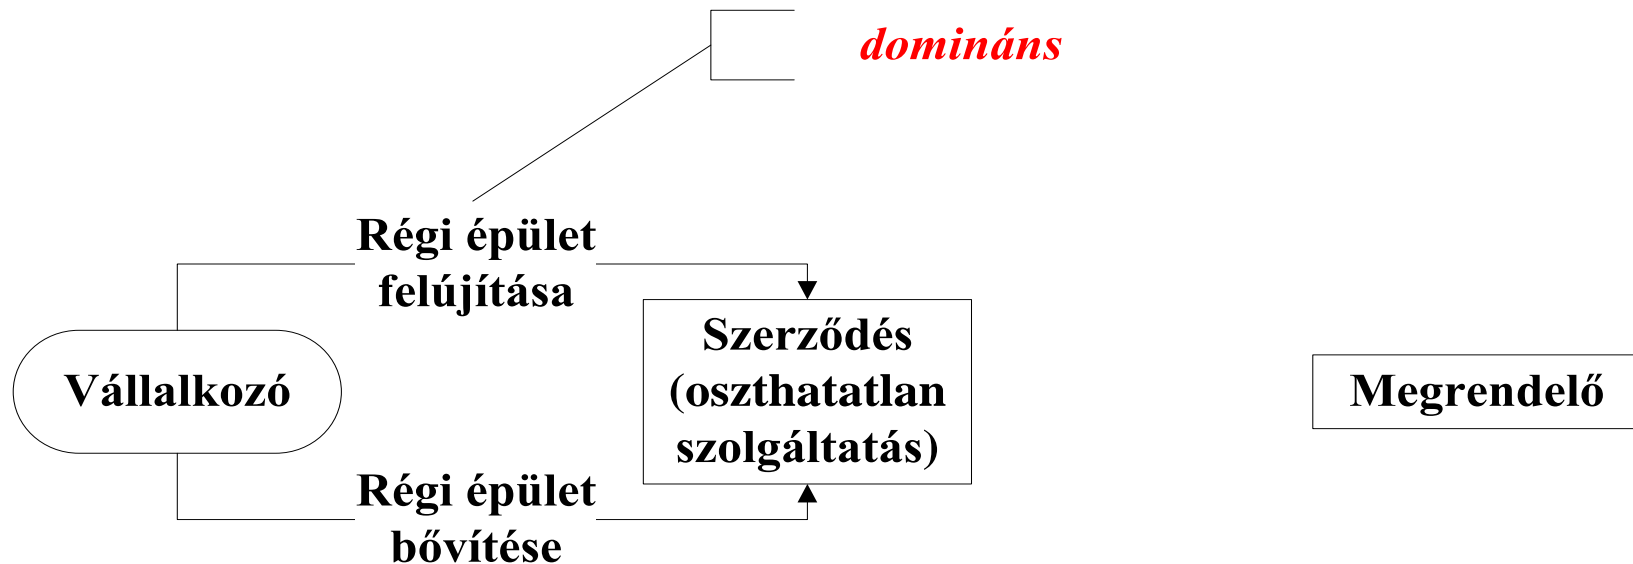 domináns
Régi épület
felújítása
Szerződés
(oszthatatlan
szolgáltatás)
Vállalkozó
Megrendelő
Régi épület
bővítése